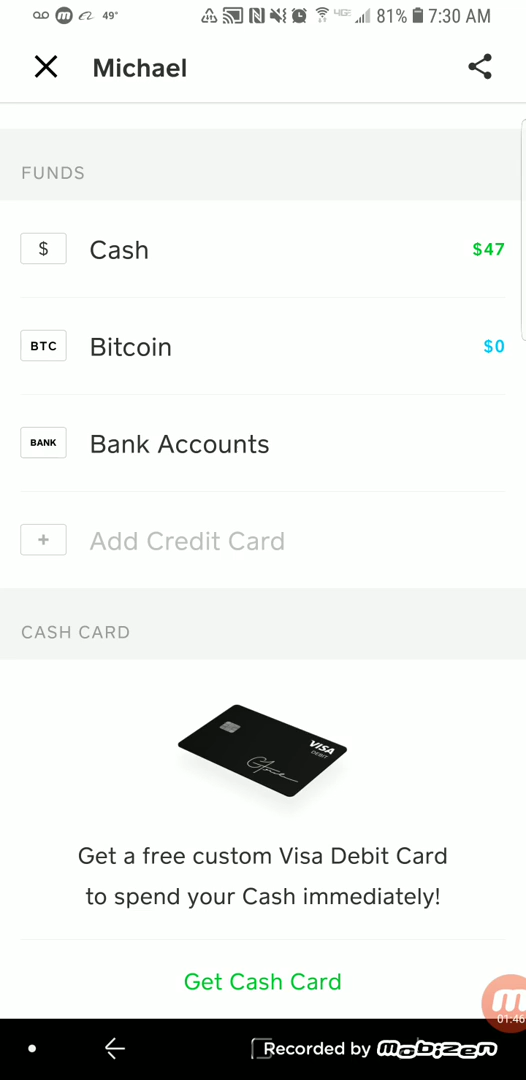 49° 4G 81% 7:30 AM
Michael
FUNDS
$ Cash $47
BTC Bitcoin $0
BANK Bank Accounts
+ Add Credit Card
CASH CARD
VISA
DEBIT
Get a free custom Visa Debit Card
to spend your Cash immediately!
Get Cash Card
01:46
Recorded by mobizen